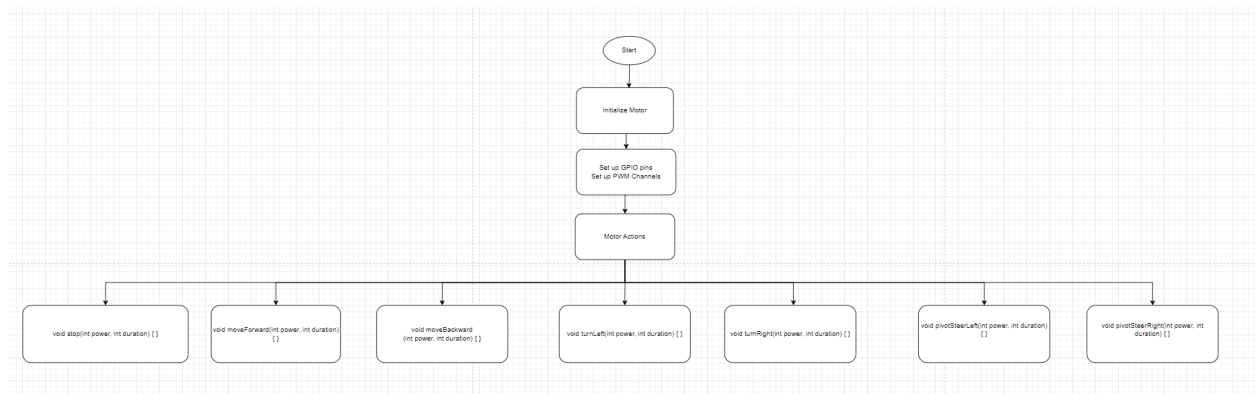 Start
Initialize Motor
Set up GPIO pins
Set up PWM Channels
Motor Actions
void stop(int power, int duration) { }
void moveForward(int power, int duration)
{ }
void moveBackward
(int power, int duration) { }
void turnLeft(int power, int duration) { }
void turnRight(int power, int duration) { }
void pivotSteerLeft(int power, int duration)
{ }
void pivotSteerRight(int power, int
duration) { }